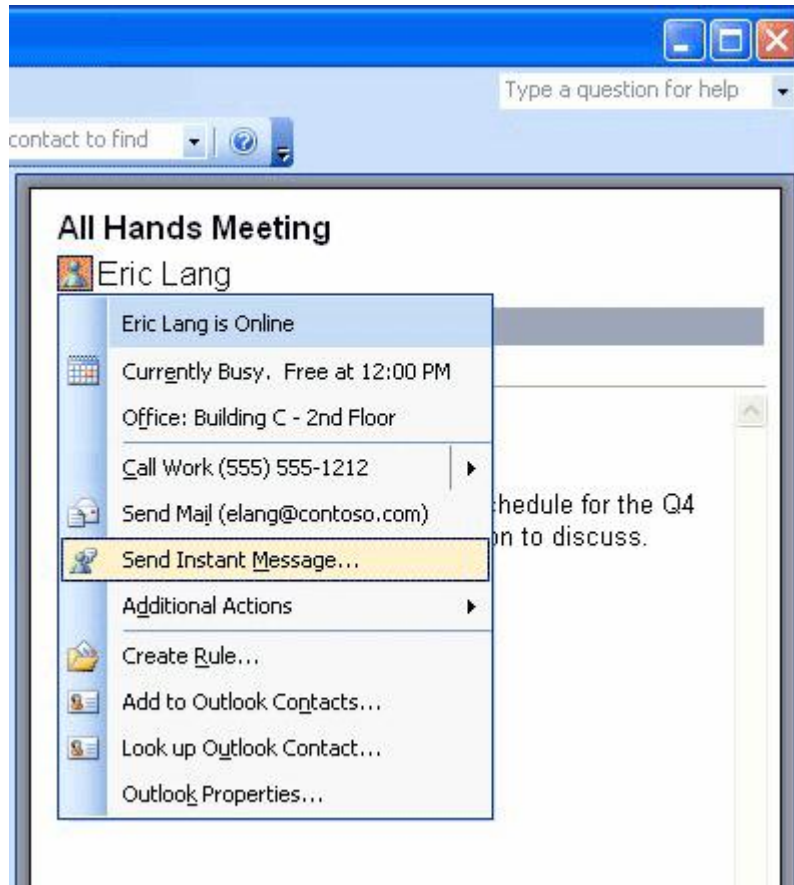 Type a question for help
contact to find
All Hands Meeting
Eric Lang
Eric Lang is Online
Currently Busy. Free at 12:00 PM
Office: Building C - 2nd Floor
Call Work (555) 555-1212
Send Mail (elang@contoso.com)
hedule for the Q4
Send Instant Message...
on to discuss.
Additional Actions
Create Rule...
Add to Outlook Contacts...
Look up Outlook Contact...
Outlook Properties...